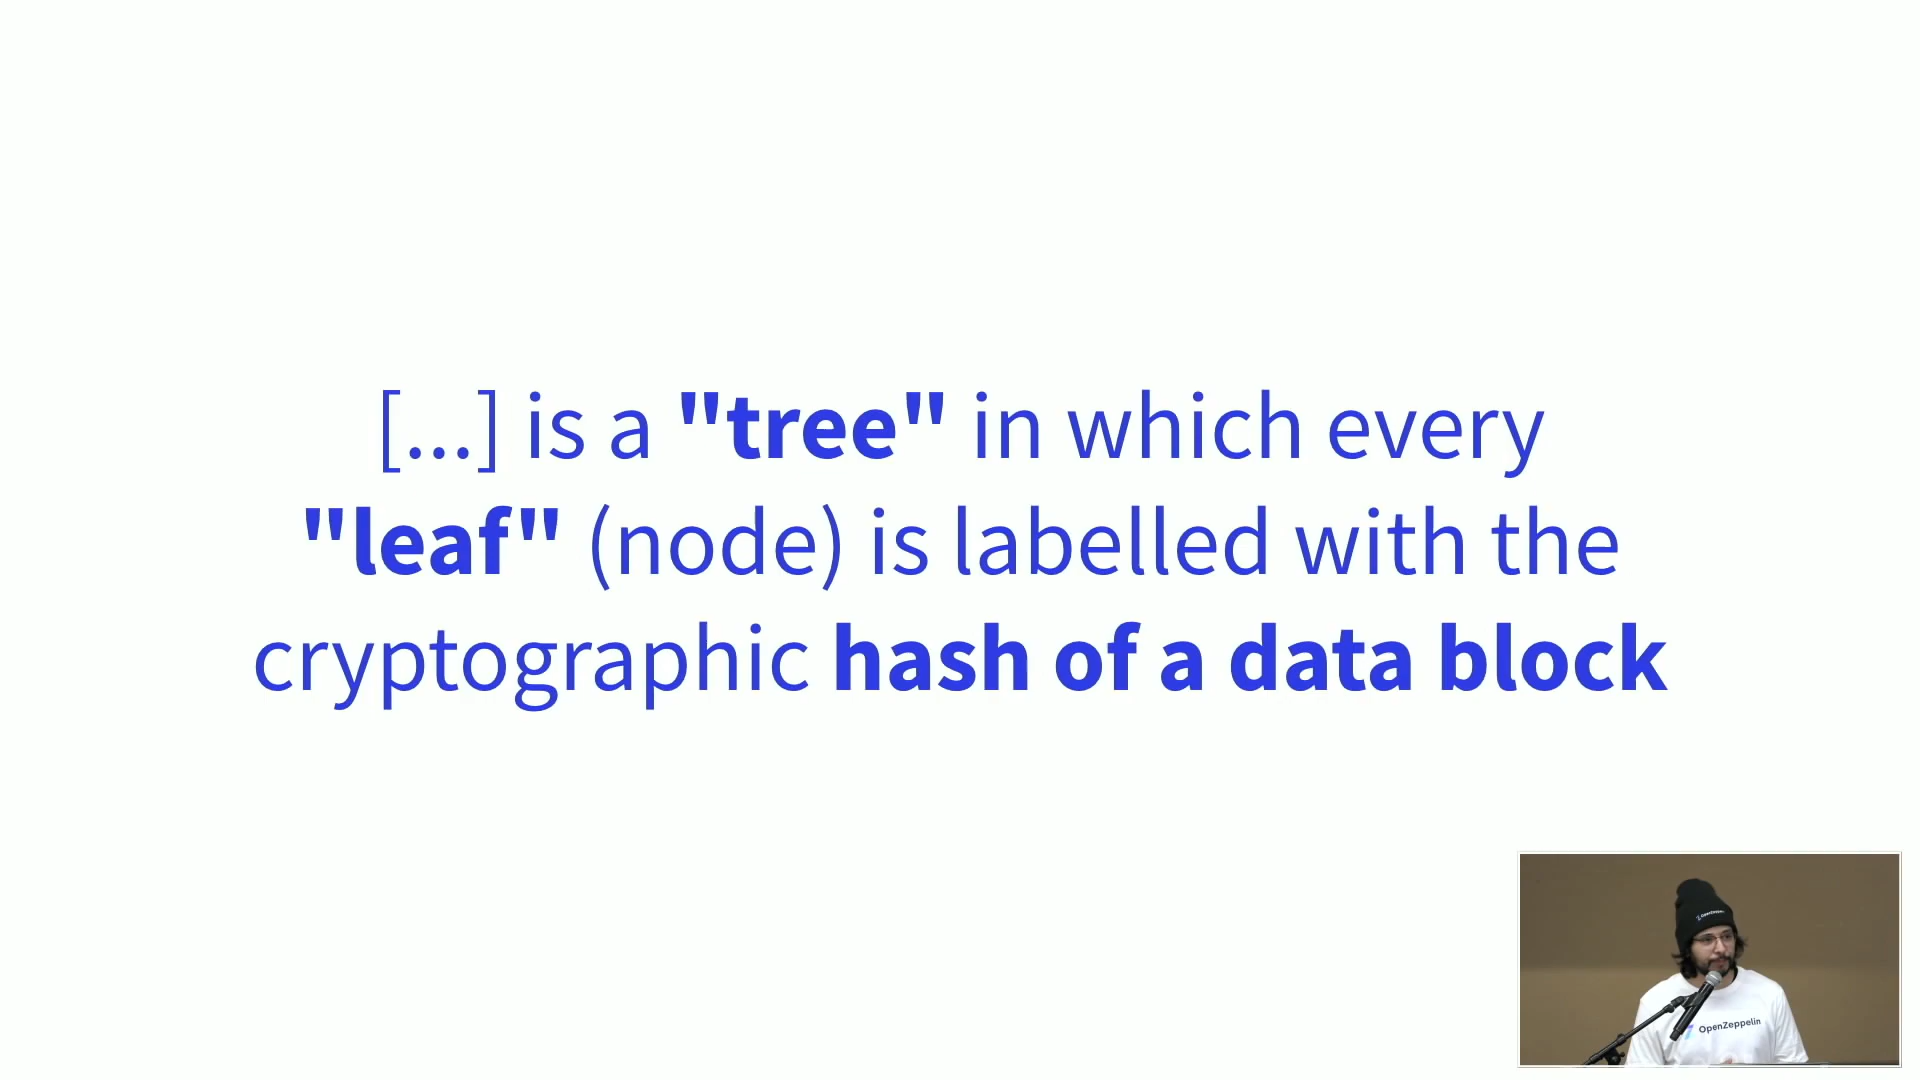 [...] is a "tree" in which every
"leaf" (node) is labelled with the
cryptographic hash of a data block
OpenZeppelin